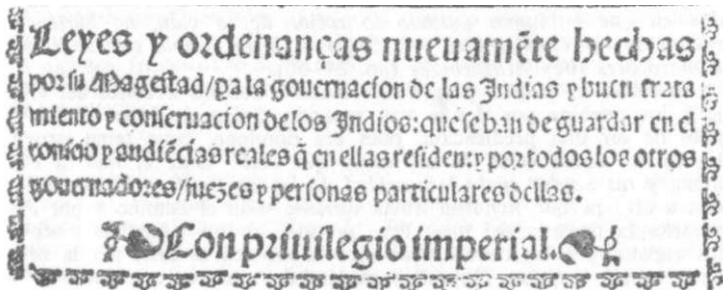 Leyes y ordenanças nueuamẽte hechas
por su Magestad/pa la gouernacion de las Indias y buen trata
miento y conseruacion delos Indios: que se han de guardar en el
consejo y audiẽcias reales q̃ en ellas residen: y por todos los otros
gouernadores/juezes y personas particulares dellas.
Con priuilegio imperial.